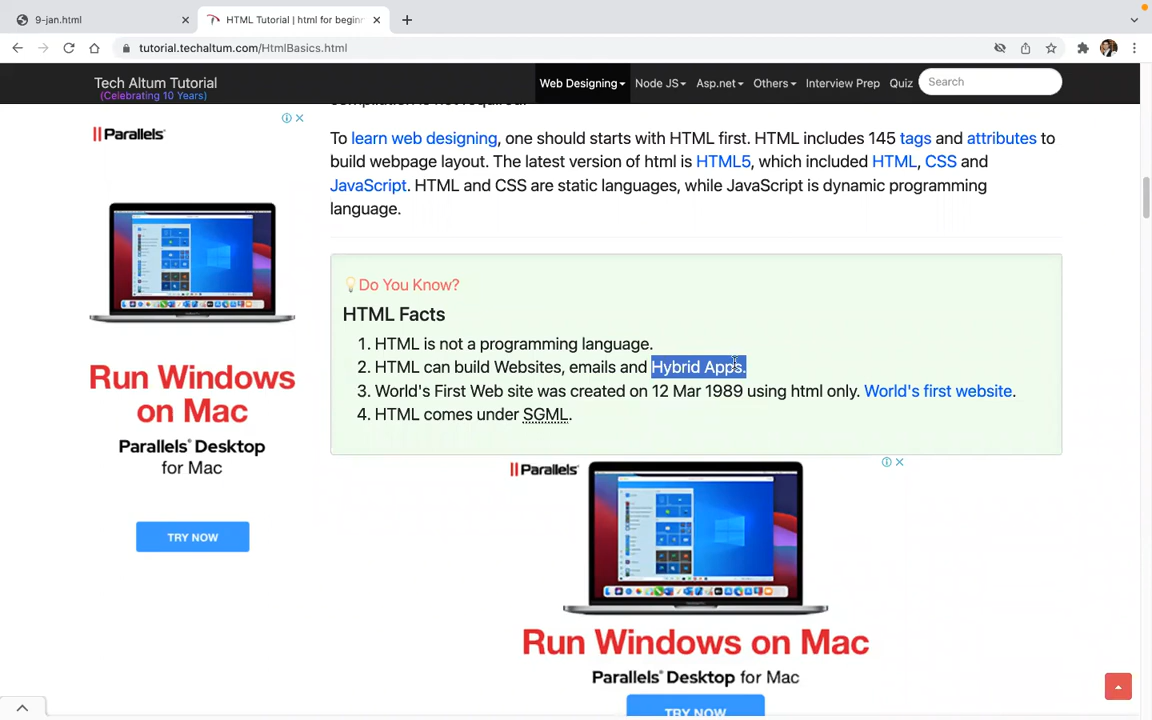 9-jan.html
HTML Tutorial | html for beginn
tutorial.techaltum.com/HtmlBasics.html
Tech Altum Tutorial
(Celebrating 10 Years)
Web Designing
Node JS
Asp.net
Others
Interview Prep
Quiz
Search
compilation is not required.
To learn web designing, one should starts with HTML first. HTML includes 145 tags and attributes to
build webpage layout. The latest version of html is HTML5, which included HTML, CSS and
JavaScript. HTML and CSS are static languages, while JavaScript is dynamic programming
language.
Do You Know?
HTML Facts
1. HTML is not a programming language.
2. HTML can build Websites, emails and Hybrid Apps.
3. World's First Web site was created on 12 Mar 1989 using html only. World's first website.
4. HTML comes under SGML.
Parallels
Run Windows
on Mac
Parallels Desktop
for Mac
TRY NOW
Parallels
Run Windows on Mac
Parallels Desktop for Mac
TRY NOW